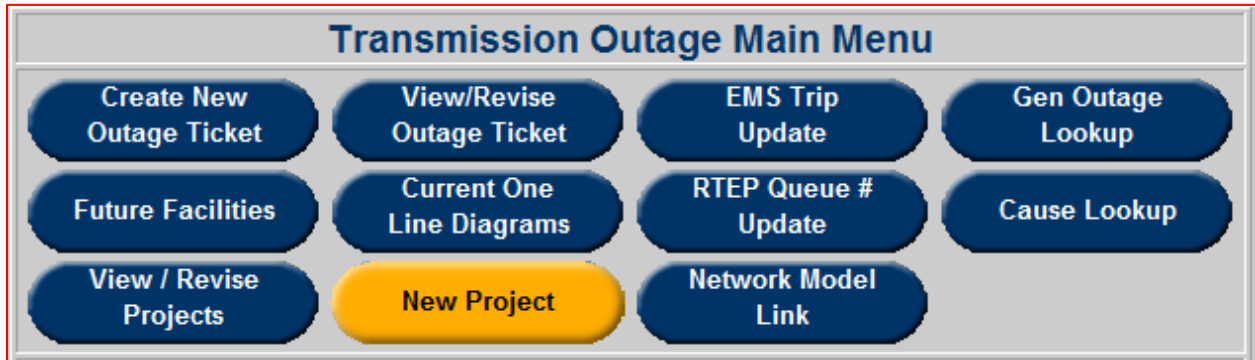 Transmission Outage Main Menu
Create New
Outage Ticket
View/Revise
Outage Ticket
EMS Trip
Update
Gen Outage
Lookup
Future Facilities
Current One
Line Diagrams
RTEP Queue #
Update
Cause Lookup
View / Revise
Projects
New Project
Network Model
Link